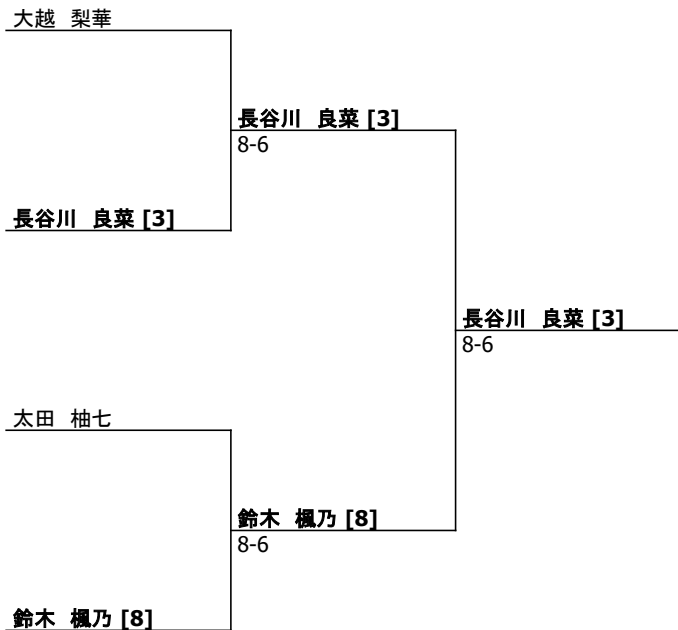 大越 梨華
長谷川 良菜 [3]
8-6
長谷川 良菜 [3]
長谷川 良菜 [3]
8-6
太田 柚七
鈴木 楓乃 [8]
8-6
鈴木 楓乃 [8]